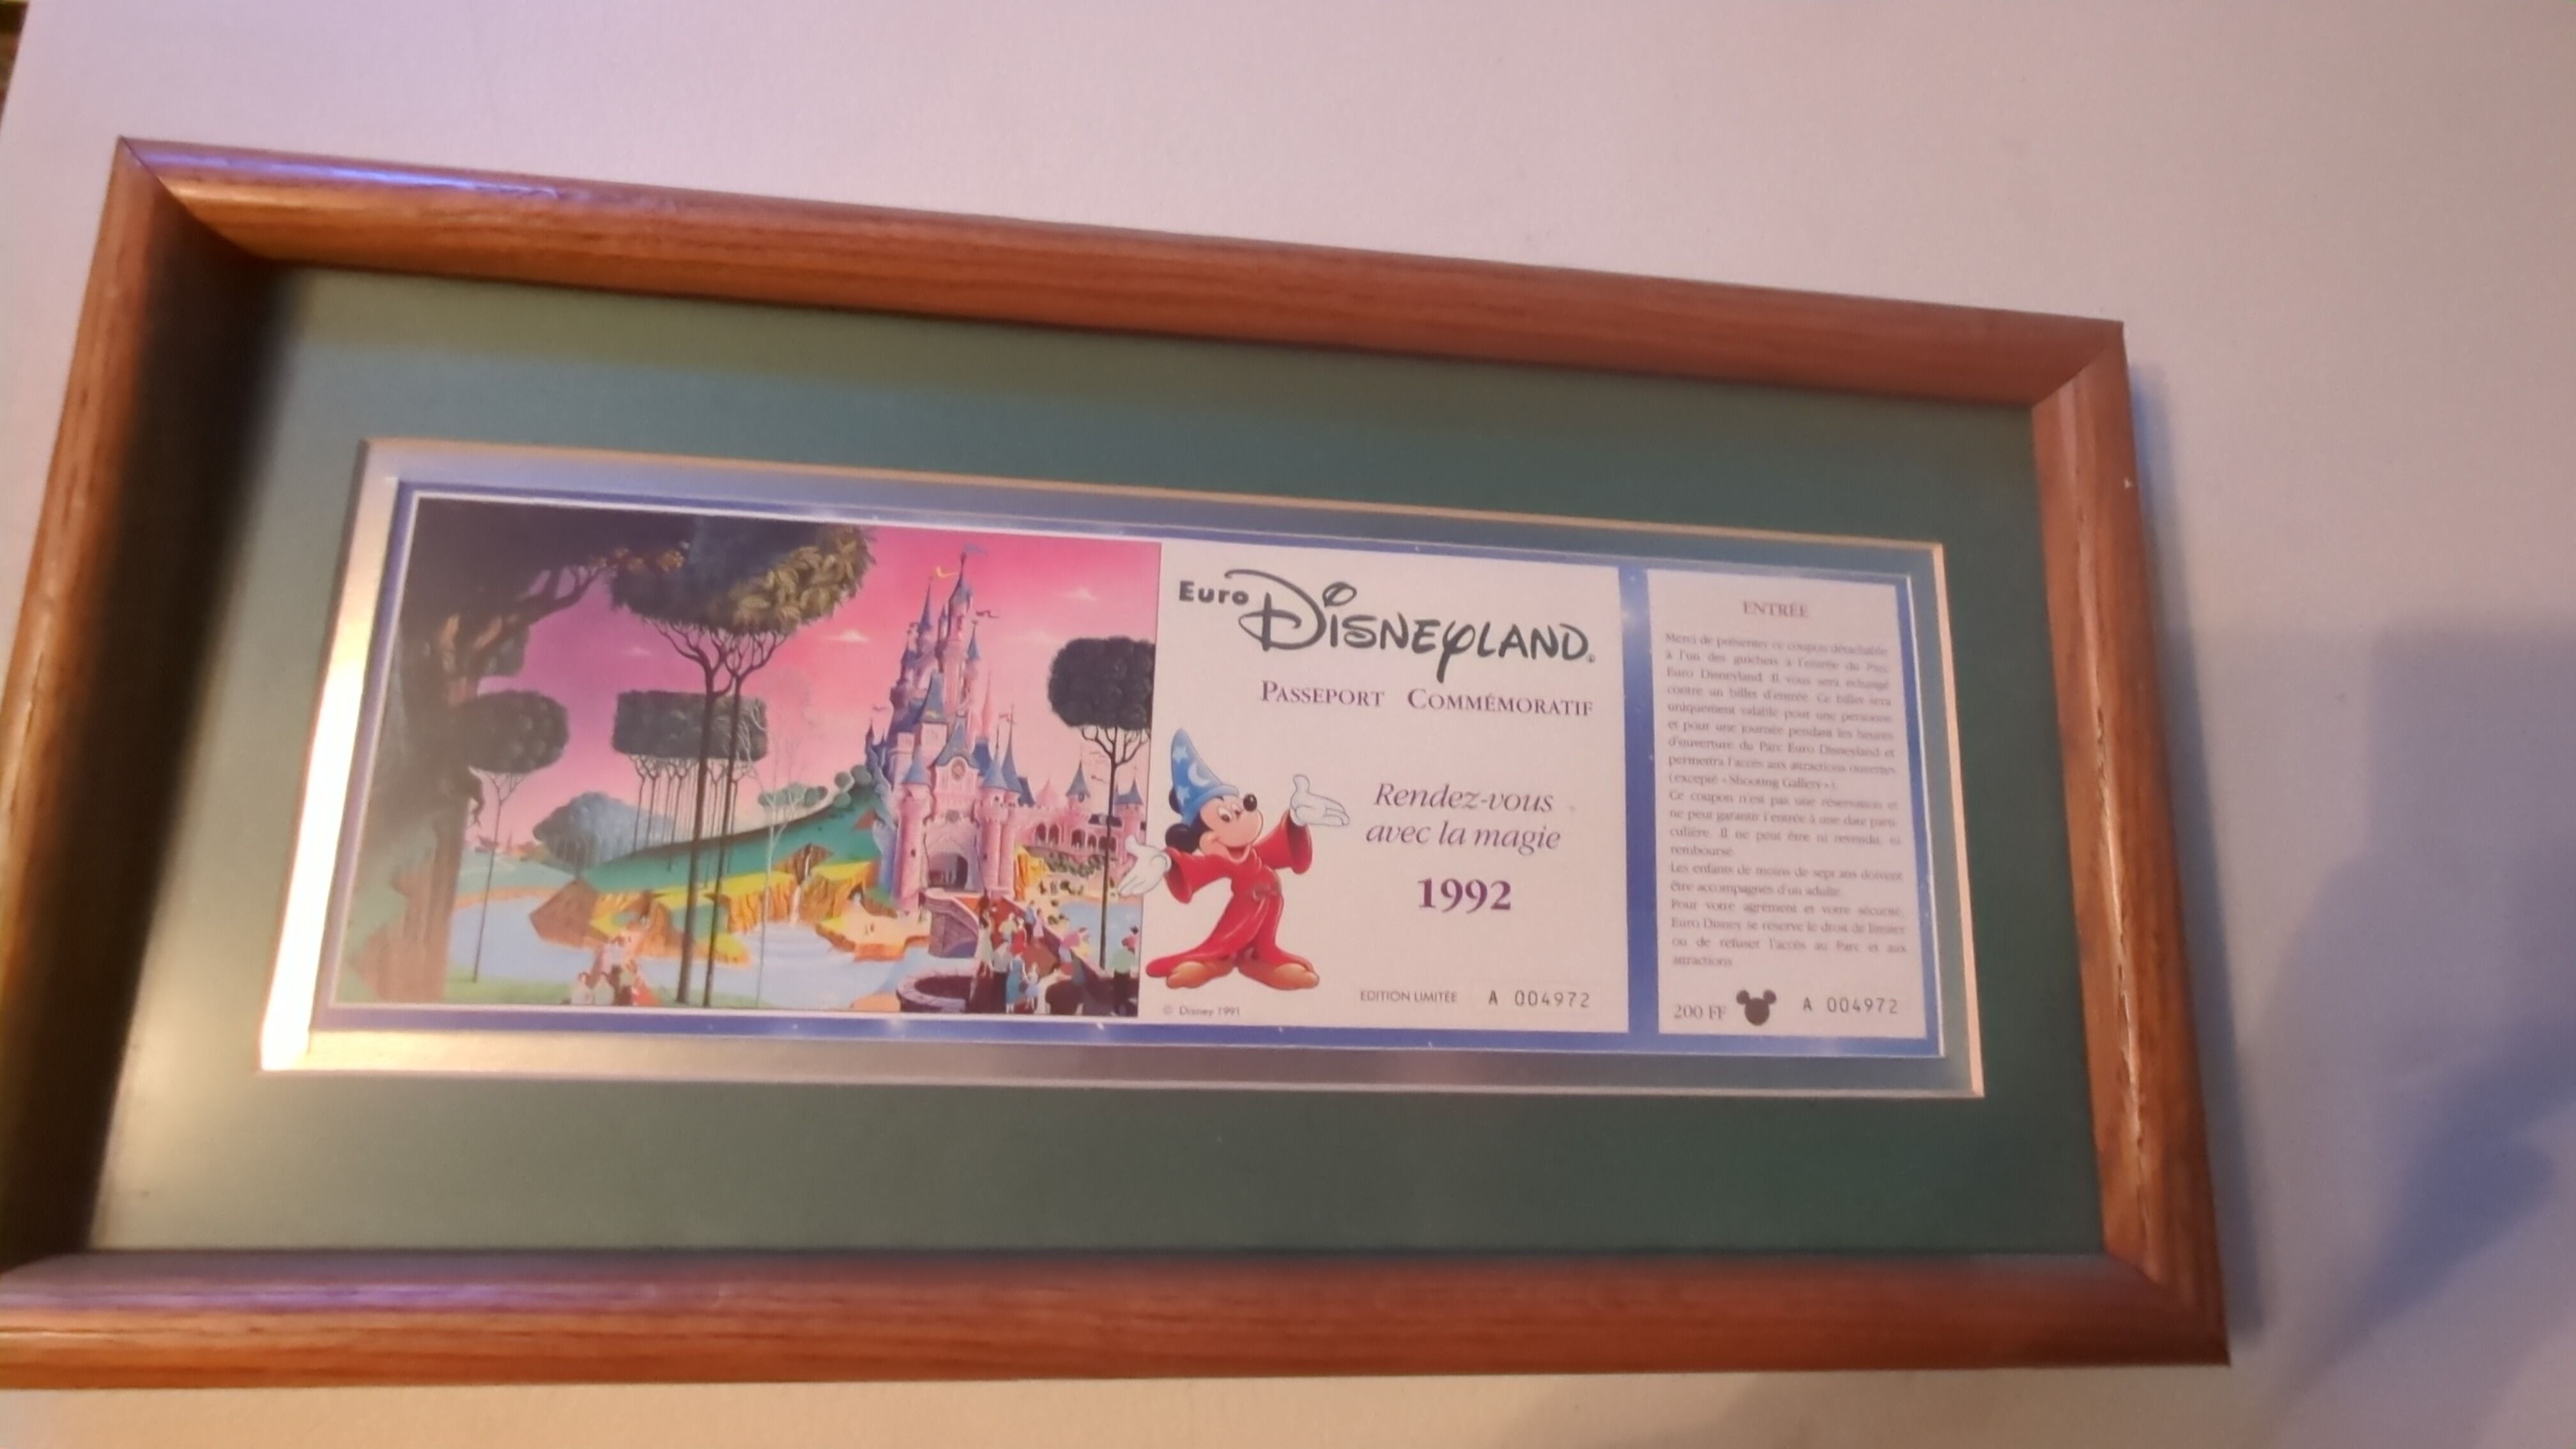 Euro DISNEYLAND.
PASSEPORT COMMÉMORATIF
Rendez-vous
avec la magie
1992
EDITION LIMITÉE A 004972
© Disney 1991
ENTRÉE
Merci de présenter ce coupon détachable
à l'un des guichets à l'entrée du Parc
Euro Disneyland. Il vous sera échangé
contre un billet d'entrée. Ce billet sera
uniquement valable pour une personne
et pour une journée pendant les heures
d'ouverture du Parc Euro Disneyland et
permettra l'accès aux attractions ouvertes
(excepté «Shooting Gallery»).
Ce coupon n'est pas une réservation et
ne peut garantir l'entrée à une date parti-
culière. Il ne peut être ni revendu, ni
remboursé.
Les enfants de moins de sept ans doivent
être accompagnés d'un adulte.
Pour votre agrément et votre sécurité,
Euro Disney se réserve le droit de limiter
ou de refuser l'accès au Parc et aux
attractions.
200 FF A 004972